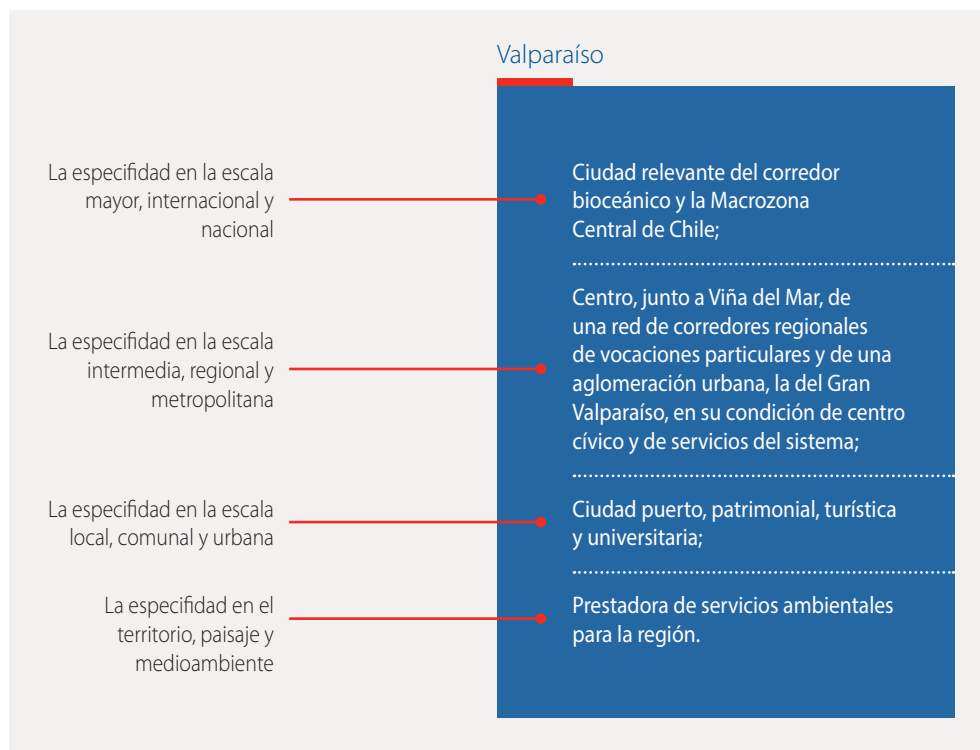 Valparaíso
La especifidad en la escala
mayor, internacional y
nacional
Ciudad relevante del corredor
bioceánico y la Macrozona
Central de Chile;
La especifidad en la escala
intermedia, regional y
metropolitana
Centro, junto a Viña del Mar, de
una red de corredores regionales
de vocaciones particulares y de una
aglomeración urbana, la del Gran
Valparaíso, en su condición de centro
cívico y de servicios del sistema;
La especifidad en la escala
local, comunal y urbana
Ciudad puerto, patrimonial, turística
y universitaria;
La especifidad en el
territorio, paisaje y
medioambiente
Prestadora de servicios ambientales
para la región.